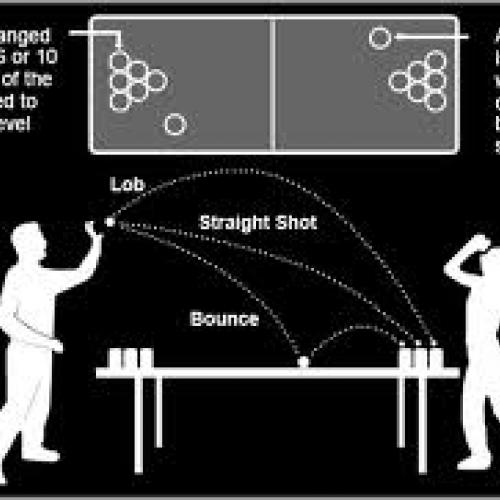 anged
6 or 10
of the
ed to
evel
Lob
Straight Shot
Bounce